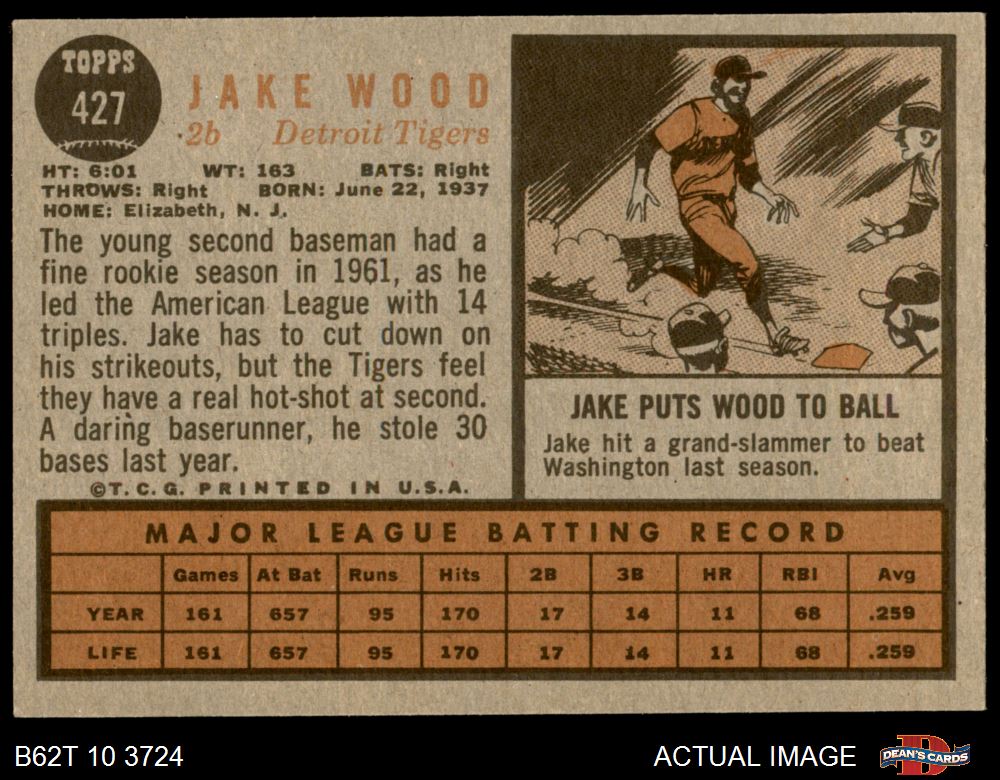 TOPPS
427
JAKE WOOD
2b Detroit Tigers
HT: 6:01 WT: 163 BATS: Right
THROWS: Right BORN: June 22, 1937
HOME: Elizabeth, N. J.
The young second baseman had a
fine rookie season in 1961, as he
led the American League with 14
triples. Jake has to cut down on
his strikeouts, but the Tigers feel
they have a real hot-shot at second.
A daring baserunner, he stole 30
bases last year.
©T. C. G. PRINTED IN U.S.A.
JAKE PUTS WOOD TO BALL
Jake hit a grand-slammer to beat
Washington last season.
MAJOR LEAGUE BATTING RECORD
Games At Bat Runs Hits 2B 3B HR RBI Avg
YEAR 161 657 95 170 17 14 11 68 .259
LIFE 161 657 95 170 17 14 11 68 .259
B62T 10 3724 ACTUAL IMAGE DEAN'S CARDS